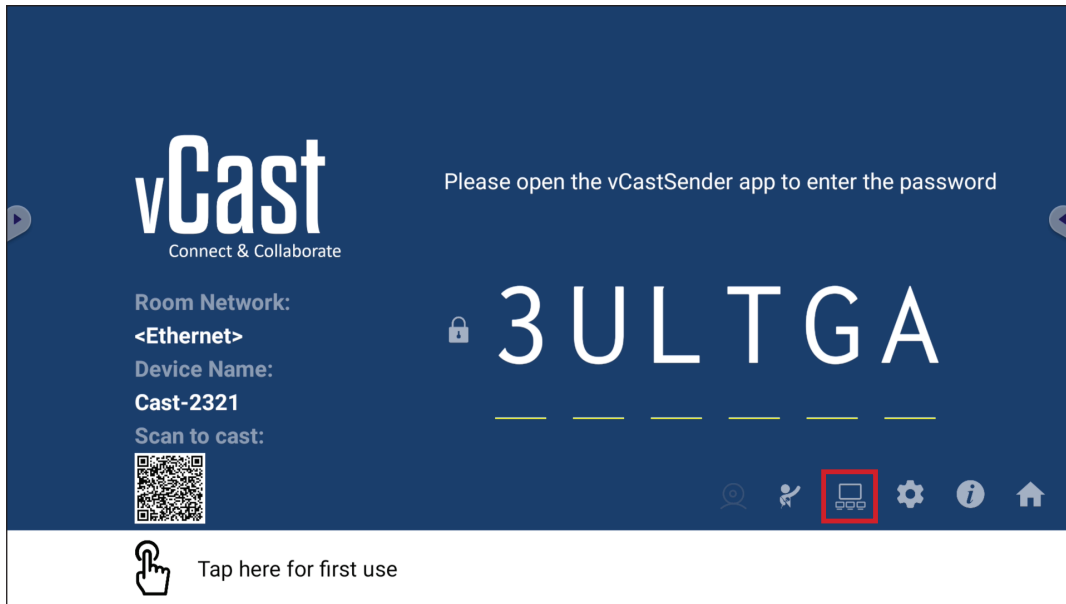 vCast
Connect & Collaborate
Please open the vCastSender app to enter the password
Room Network:
<Ethernet>
Device Name:
Cast-2321
Scan to cast:
3ULTGA
Tap here for first use